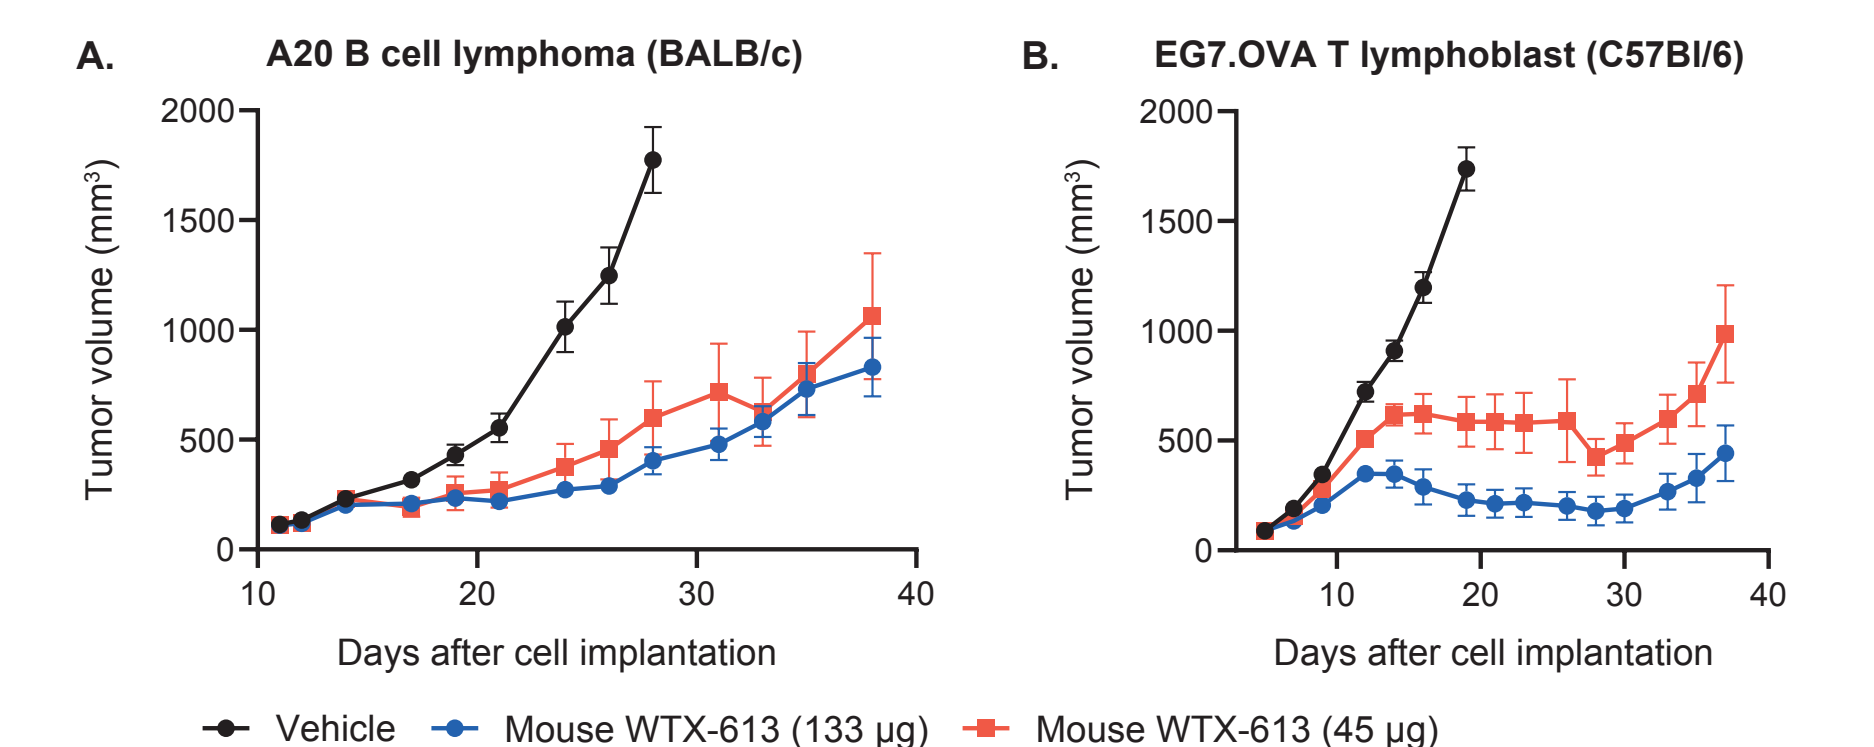 A. A20 B cell lymphoma (BALB/c)
2000
1500
1000
500
0
Tumor volume (mm³)
10 20 30 40
Days after cell implantation
B. EG7.OVA T lymphoblast (C57Bl/6)
2000
1500
1000
500
0
Tumor volume (mm³)
10 20 30 40
Days after cell implantation
Vehicle Mouse WTX-613 (133 µg) Mouse WTX-613 (45 µg)